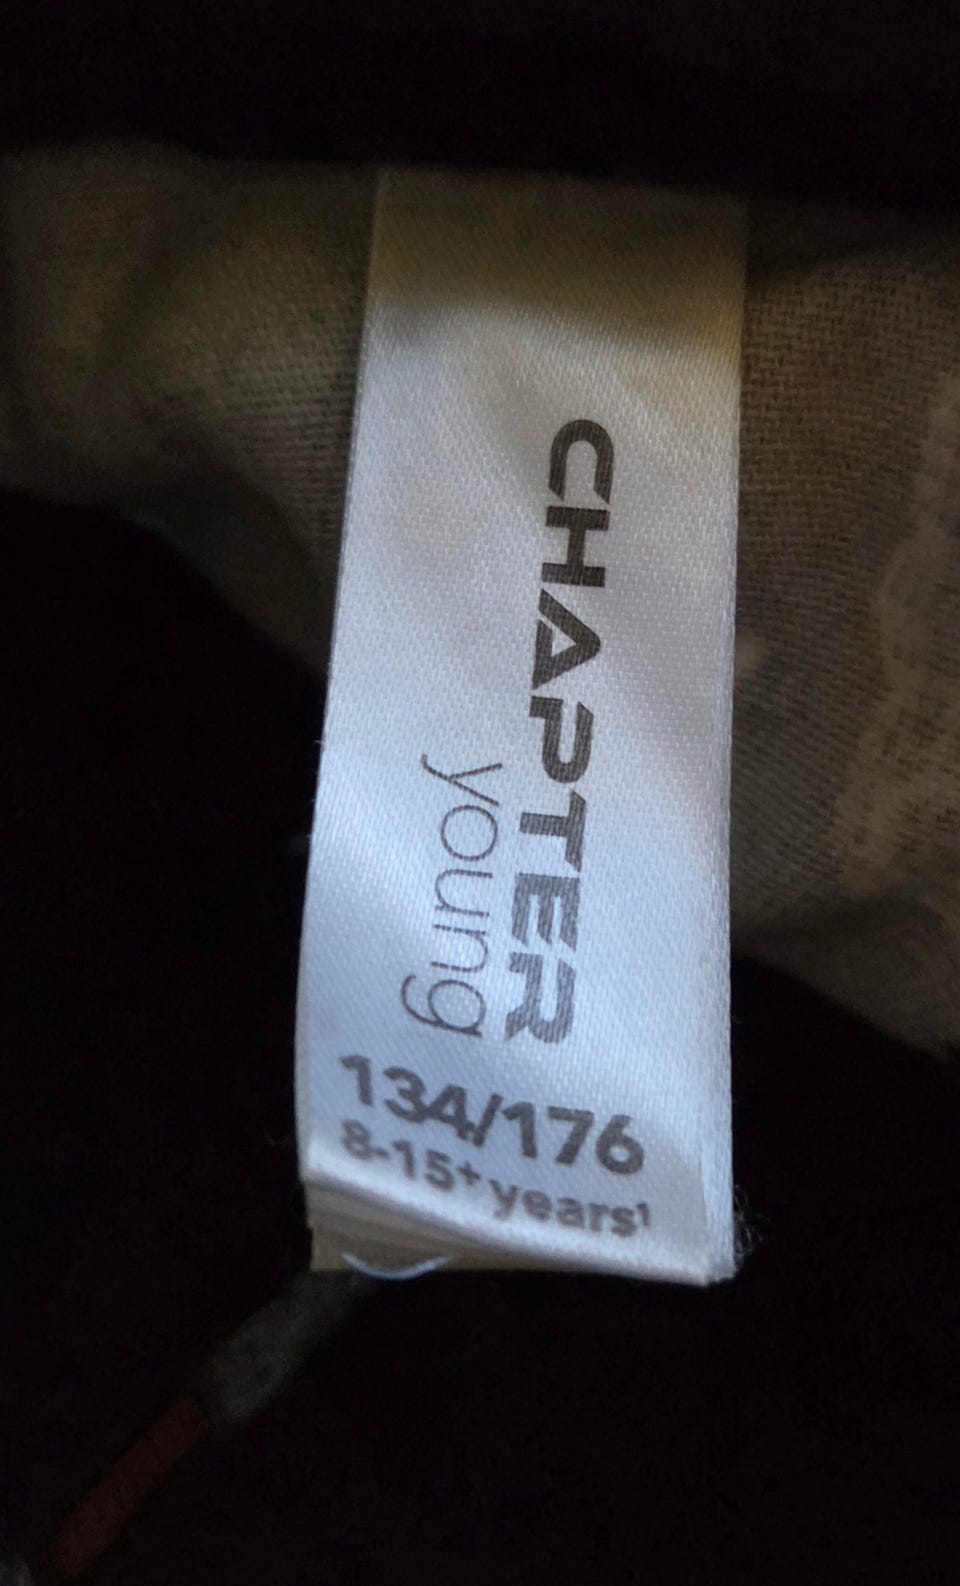 CHAPTER
young
134/176
8-15+ years¹